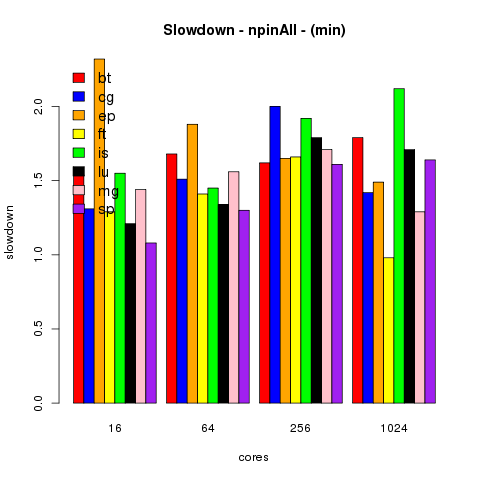 Slowdown - npinAll - (min)
bt
cg
ep
ft
is
lu
mg
sp
slowdown
2.0
1.5
1.0
0.5
0.0
16 64 256 1024
cores